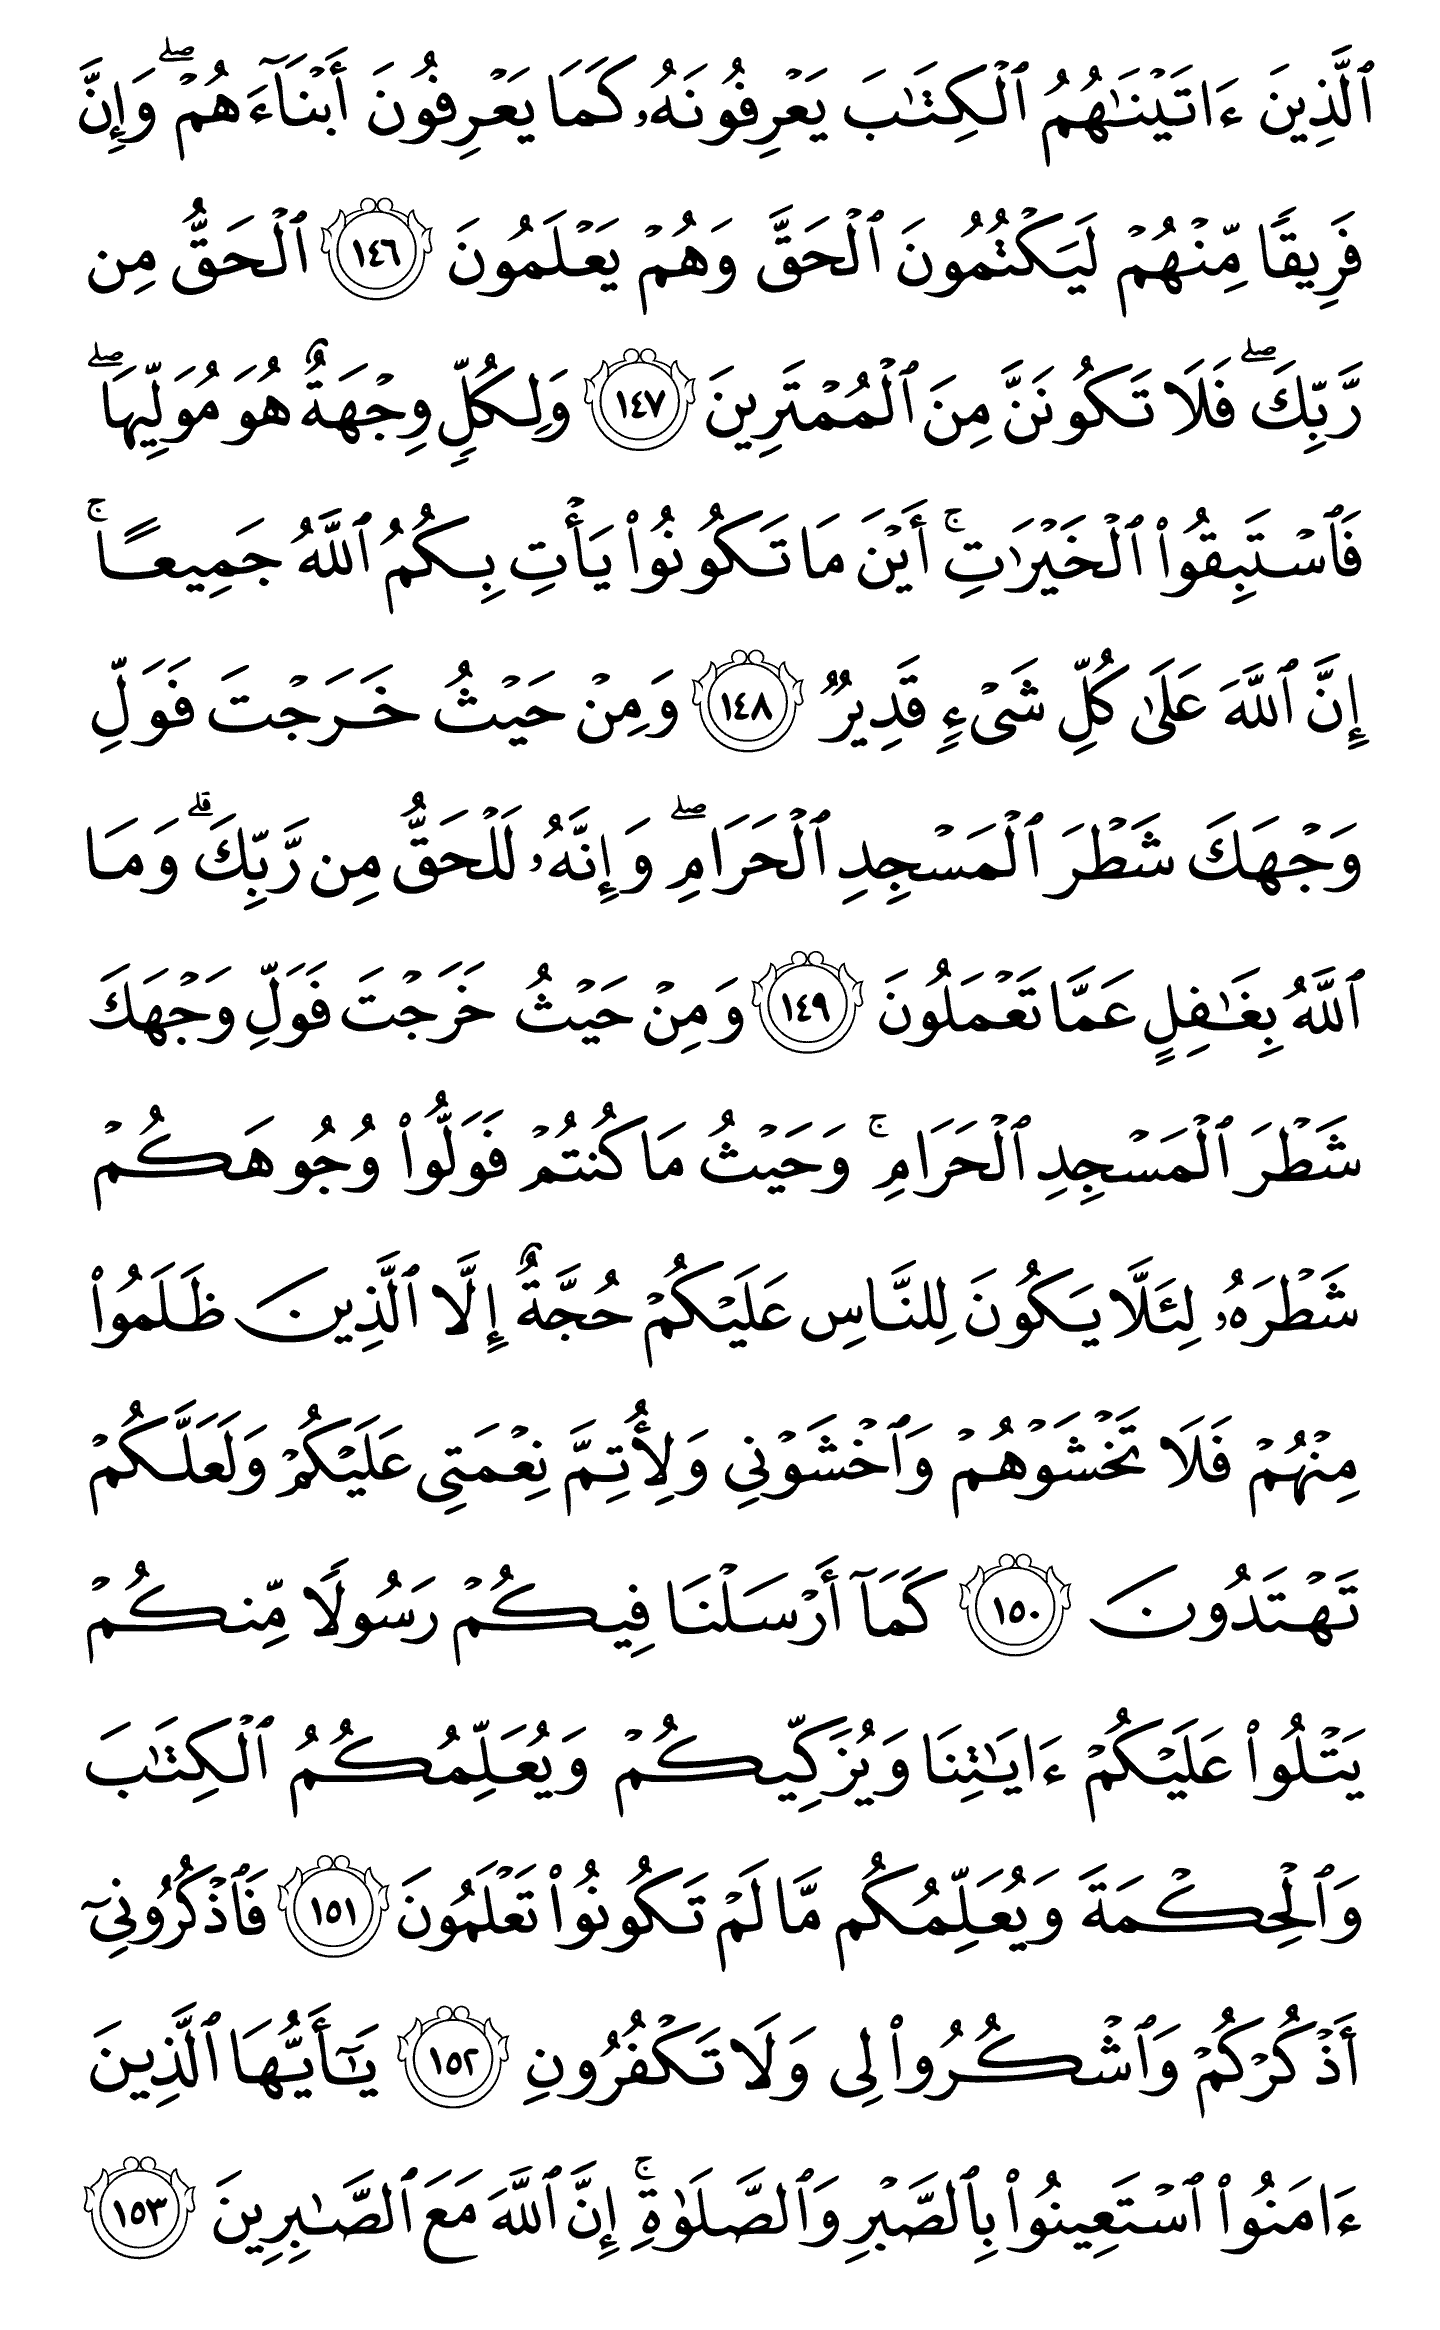 ٱلَّذِينَ ءَاتَيۡنَٰهُمُ ٱلۡكِتَٰبَ يَعۡرِفُونَهُۥ كَمَا يَعۡرِفُونَ أَبۡنَآءَهُمۡۖ وَإِنَّ
فَرِيقٗا مِّنۡهُمۡ لَيَكۡتُمُونَ ٱلۡحَقَّ وَهُمۡ يَعۡلَمُونَ ١٤٦ ٱلۡحَقُّ مِن
رَّبِّكَۖ فَلَا تَكُونَنَّ مِنَ ٱلۡمُمۡتَرِينَ ١٤٧ وَلِكُلّٖ وِجۡهَةٌ هُوَ مُوَلِّيهَاۖ
فَٱسۡتَبِقُواْ ٱلۡخَيۡرَٰتِۚ أَيۡنَ مَا تَكُونُواْ يَأۡتِ بِكُمُ ٱللَّهُ جَمِيعًاۚ
إِنَّ ٱللَّهَ عَلَىٰ كُلِّ شَيۡءٖ قَدِيرٞ ١٤٨ وَمِنۡ حَيۡثُ خَرَجۡتَ فَوَلِّ
وَجۡهَكَ شَطۡرَ ٱلۡمَسۡجِدِ ٱلۡحَرَامِۖ وَإِنَّهُۥ لَلۡحَقُّ مِن رَّبِّكَۗ وَمَا
ٱللَّهُ بِغَٰفِلٍ عَمَّا تَعۡمَلُونَ ١٤٩ وَمِنۡ حَيۡثُ خَرَجۡتَ فَوَلِّ وَجۡهَكَ
شَطۡرَ ٱلۡمَسۡجِدِ ٱلۡحَرَامِۚ وَحَيۡثُ مَا كُنتُمۡ فَوَلُّواْ وُجُوهَكُمۡ
شَطۡرَهُۥ لِئَلَّا يَكُونَ لِلنَّاسِ عَلَيۡكُمۡ حُجَّةٌ إِلَّا ٱلَّذِينَ ظَلَمُواْ
مِنۡهُمۡ فَلَا تَخۡشَوۡهُمۡ وَٱخۡشَوۡنِي وَلِأُتِمَّ نِعۡمَتِي عَلَيۡكُمۡ وَلَعَلَّكُمۡ
تَهۡتَدُونَ ١٥٠ كَمَآ أَرۡسَلۡنَا فِيكُمۡ رَسُولٗا مِّنكُمۡ
يَتۡلُواْ عَلَيۡكُمۡ ءَايَٰتِنَا وَيُزَكِّيكُمۡ وَيُعَلِّمُكُمُ ٱلۡكِتَٰبَ
وَٱلۡحِكۡمَةَ وَيُعَلِّمُكُم مَّا لَمۡ تَكُونُواْ تَعۡلَمُونَ ١٥١ فَٱذۡكُرُونِيٓ
أَذۡكُرۡكُمۡ وَٱشۡكُرُواْ لِي وَلَا تَكۡفُرُونِ ١٥٢ يَٰٓأَيُّهَا ٱلَّذِينَ
ءَامَنُواْ ٱسۡتَعِينُواْ بِٱلصَّبۡرِ وَٱلصَّلَوٰةِۚ إِنَّ ٱللَّهَ مَعَ ٱلصَّٰبِرِينَ ١٥٣